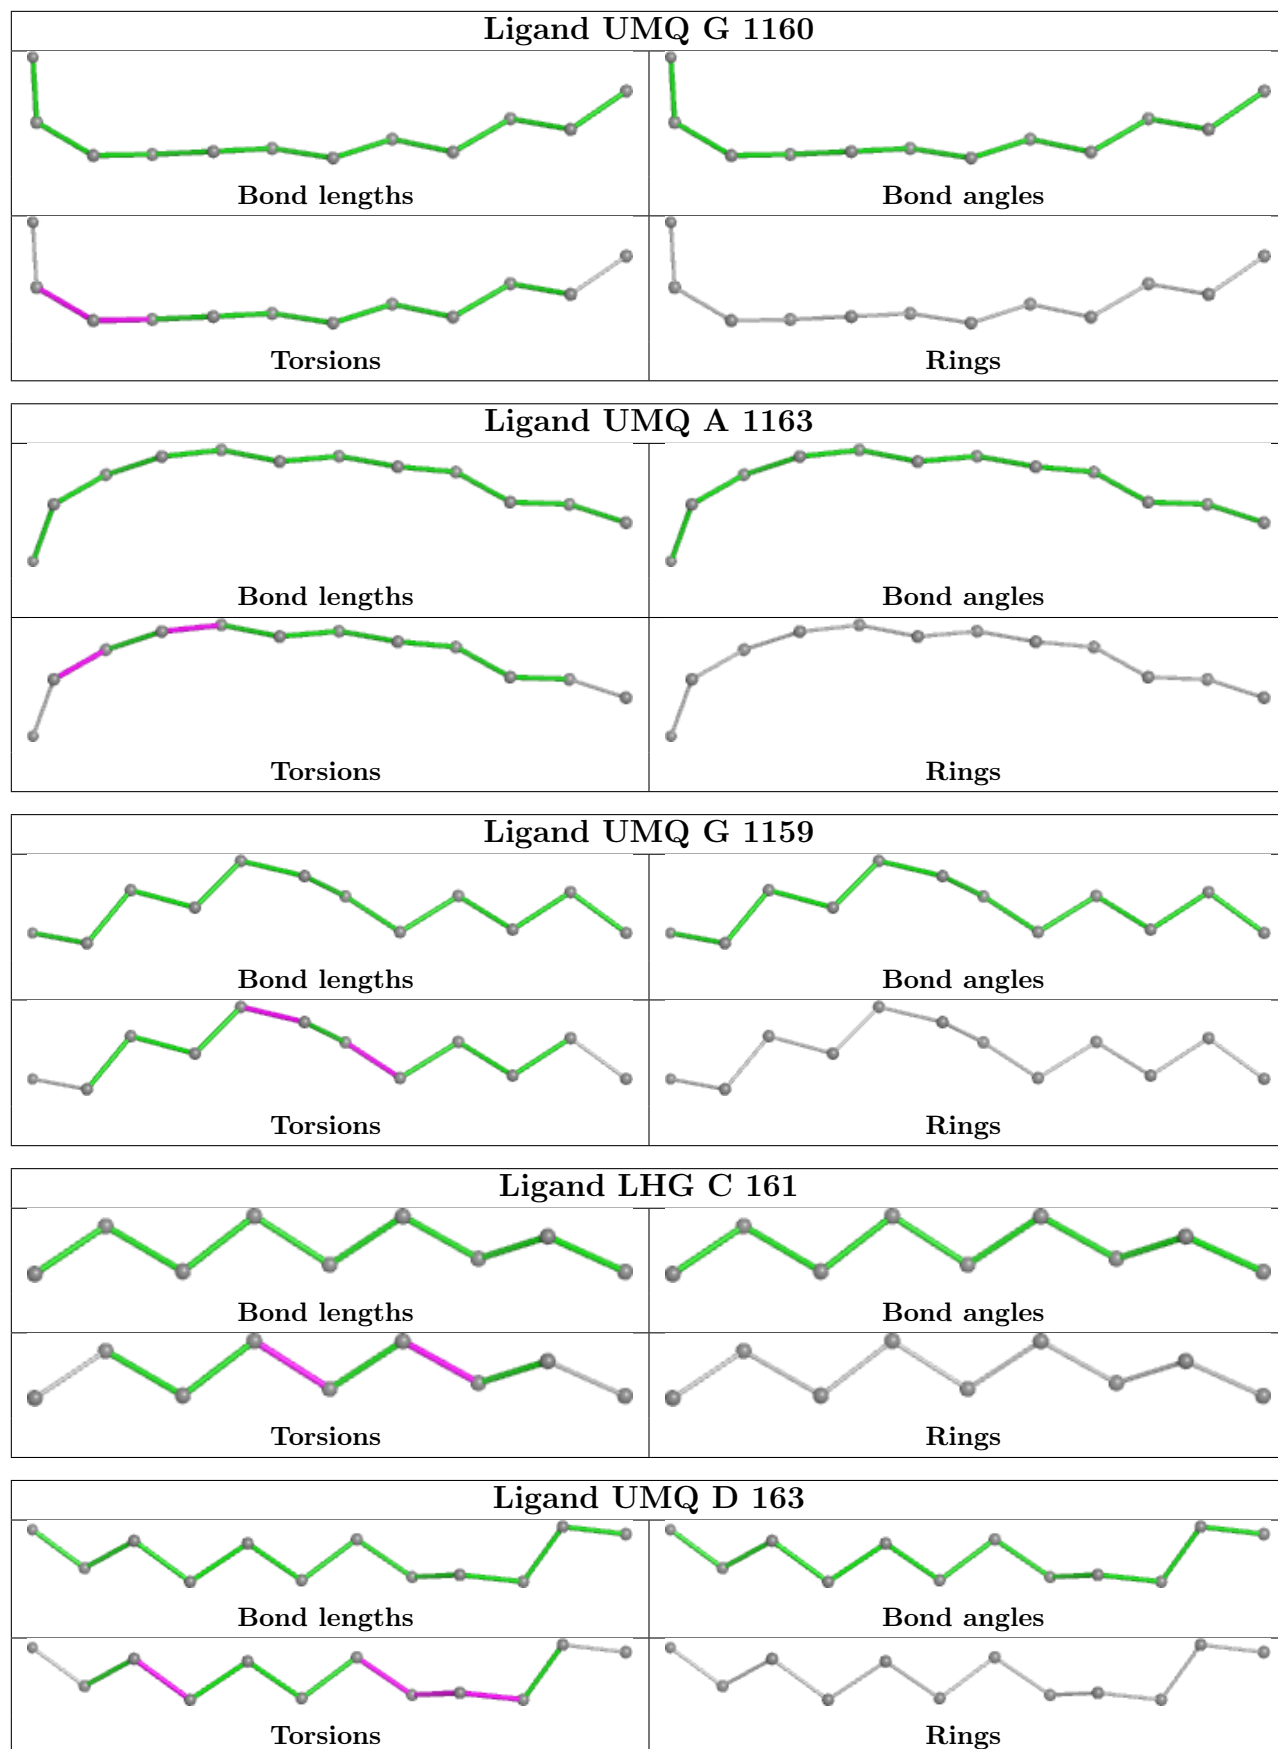 Ligand UMQ G 1160
Bond lengths
Bond angles
Torsions
Rings
Ligand UMQ A 1163
Bond lengths
Bond angles
Torsions
Rings
Ligand UMQ G 1159
Bond lengths
Bond angles
Torsions
Rings
Ligand LHG C 161
Bond lengths
Bond angles
Torsions
Rings
Ligand UMQ D 163
Bond lengths
Bond angles
Torsions
Rings